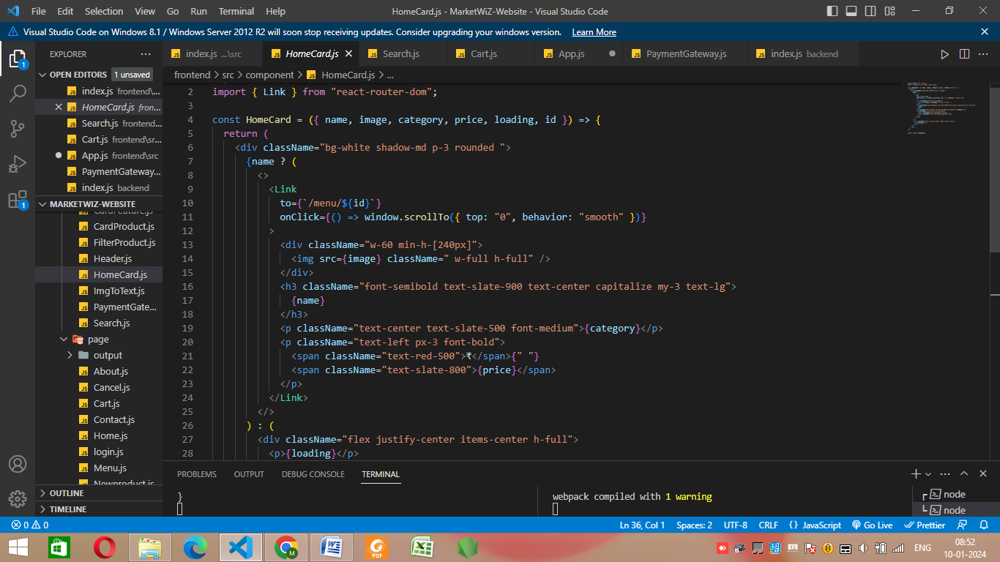 File Edit Selection View Go Run Terminal Help HomeCard.js - MarketWiZ-Website - Visual Studio Code
Visual Studio Code on Windows 8.1 / Windows Server 2012 R2 will soon stop receiving updates. Consider upgrading your windows version. Learn More
EXPLORER
OPEN EDITORS 1 unsaved
index.js frontend\...
HomeCard.js fron...
Search.js frontend...
Cart.js frontend\sr...
App.js frontend\src
PaymentGateway...
index.js backend
MARKETWIZ-WEBSITE
CardFeature.js
CardProduct.js
FilterProduct.js
Header.js
HomeCard.js
ImgToText.js
PaymentGate...
Search.js
page
output
About.js
Cancel.js
Cart.js
Contact.js
Home.js
login.js
Menu.js
Newproduct.js
OUTLINE
TIMELINE
index.js ...\src HomeCard.js Search.js Cart.js App.js PaymentGateway.js index.js backend
frontend > src > component > HomeCard.js > ...
2 import { Link } from "react-router-dom";
3
4 const HomeCard = ({ name, image, category, price, loading, id }) => {
5 return (
6 <div className="bg-white shadow-md p-3 rounded ">
7 {name ? (
8 <>
9 <Link
10 to={`/menu/${id}`}
11 onClick={() => window.scrollTo({ top: "0", behavior: "smooth" })}
12 >
13 <div className="w-60 min-h-[240px]">
14 <img src={image} className=" w-full h-full" />
15 </div>
16 <h3 className="font-semibold text-slate-900 text-center capitalize my-3 text-lg">
17 {name}
18 </h3>
19 <p className="text-center text-slate-500 font-medium">{category}</p>
20 <p className="text-left px-3 font-bold">
21 <span className="text-red-500">₹</span>{" "}
22 <span className="text-slate-800">{price}</span>
23 </p>
24 </Link>
25 </>
26 ) : (
27 <div className="flex justify-center items-center h-full">
28 <p>{loading}</p>
PROBLEMS OUTPUT DEBUG CONSOLE TERMINAL
}
webpack compiled with 1 warning
node
node
0 0 Ln 36, Col 1 Spaces: 2 UTF-8 CRLF {} JavaScript Go Live Prettier
ENG 08:52
10-01-2024